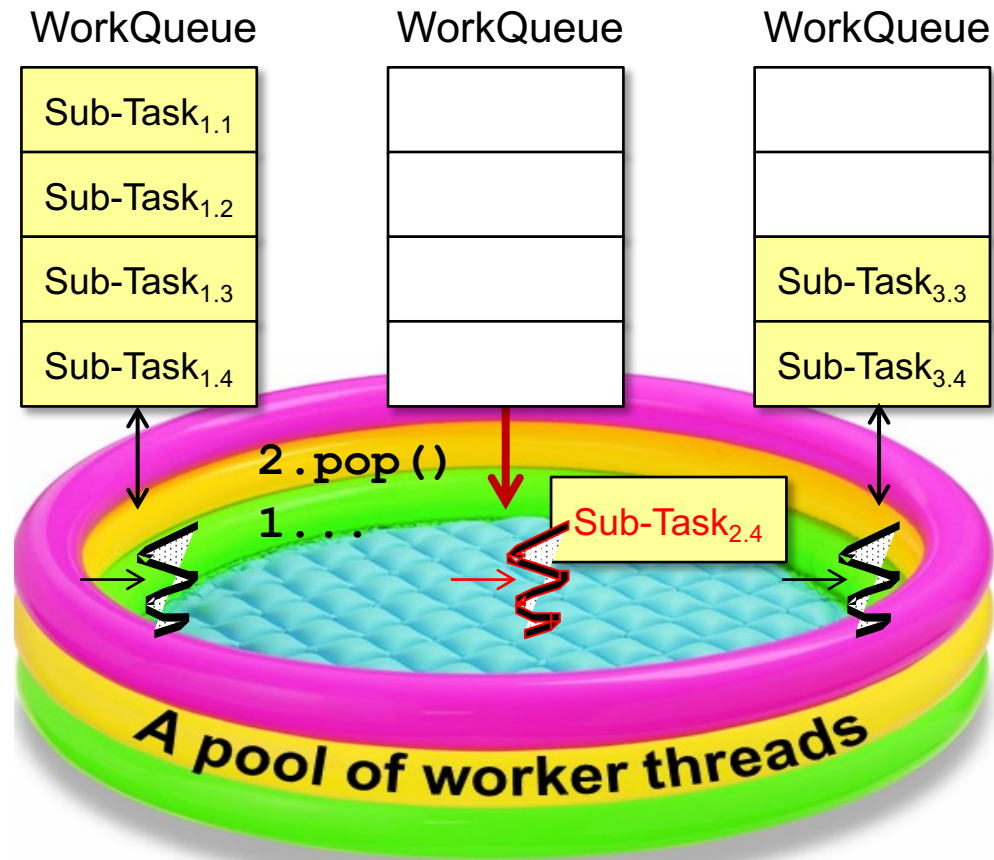 WorkQueue WorkQueue WorkQueue
Sub-Task1.1
Sub-Task1.2
Sub-Task1.3 Sub-Task3.3
Sub-Task1.4 Sub-Task3.4
2.pop()
1... Sub-Task2.4
A pool of worker threads